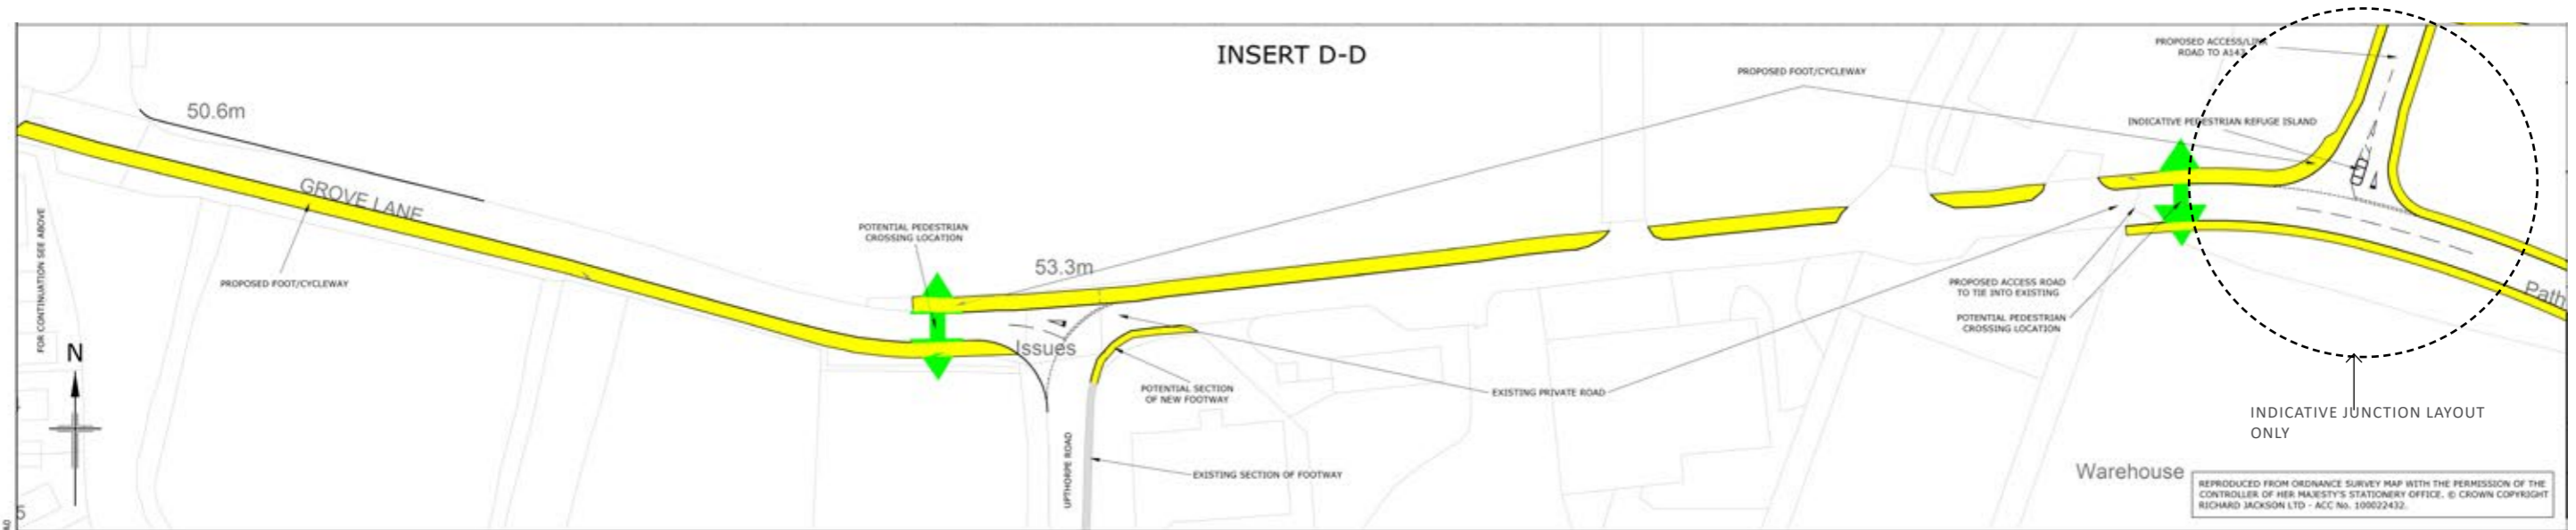 INSERT D-D
PROPOSED ACCESS/LINK
ROAD TO A143
PROPOSED FOOT/CYCLEWAY
50.6m
INDICATIVE PEDESTRIAN REFUGE ISLAND
GROVE LANE
FOR CONTINUATION SEE ABOVE
POTENTIAL PEDESTRIAN
CROSSING LOCATION
53.3m
PROPOSED FOOT/CYCLEWAY
PROPOSED ACCESS ROAD
TO TIE INTO EXISTING
Path
POTENTIAL PEDESTRIAN
CROSSING LOCATION
N
Issues
POTENTIAL SECTION
OF NEW FOOTWAY
EXISTING PRIVATE ROAD
INDICATIVE JUNCTION LAYOUT
ONLY
UPTHORPE ROAD
EXISTING SECTION OF FOOTWAY
Warehouse
REPRODUCED FROM ORDNANCE SURVEY MAP WITH THE PERMISSION OF THE
CONTROLLER OF HER MAJESTY'S STATIONERY OFFICE. © CROWN COPYRIGHT
RICHARD JACKSON LTD - ACC No. 100022432.
5